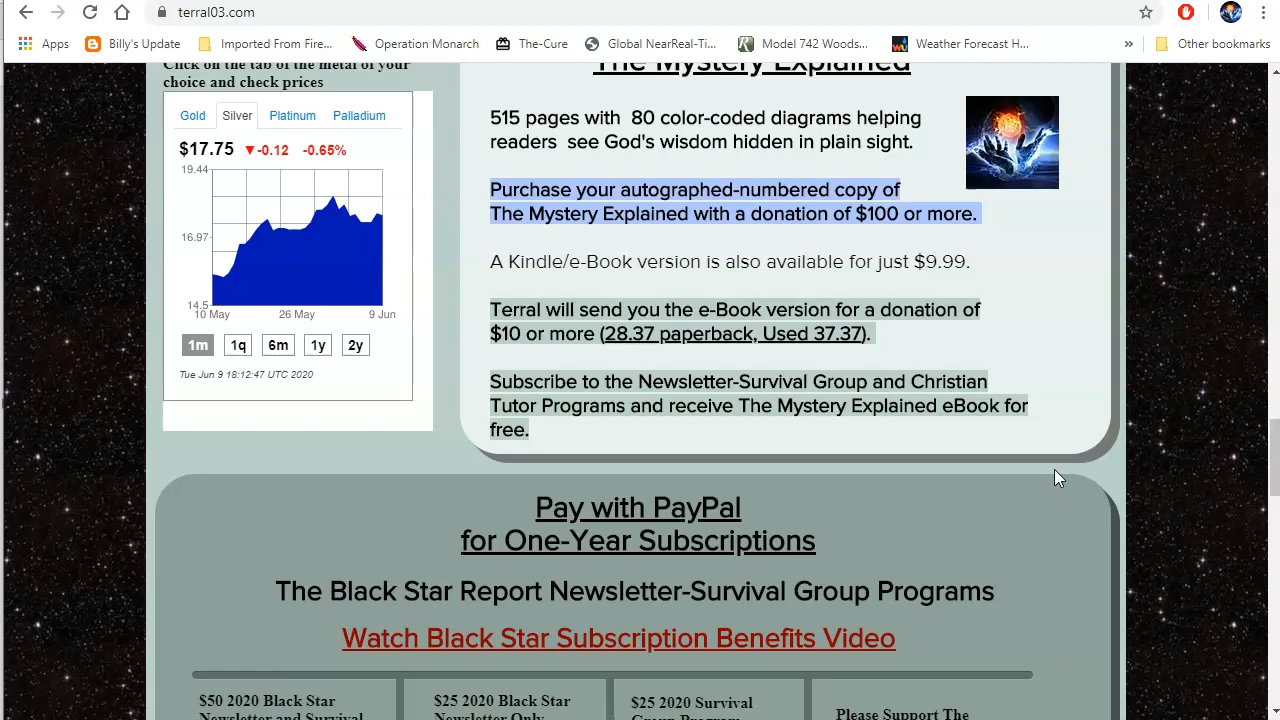 terral03.com
Apps
Billy's Update
Imported From Fire...
Operation Monarch
The-Cure
Global NearReal-Ti...
Model 742 Woods...
Weather Forecast H...
»
Other bookmarks
Click on the tab of the metal of your
choice and check prices
Gold
Silver
Platinum
Palladium
$17.75 ▼-0.12 -0.65%
19.44
16.97
14.5
10 May
26 May
9 Jun
1m
1q
6m
1y
2y
Tue Jun 9 18:12:47 UTC 2020
The Mystery Explained
515 pages with 80 color-coded diagrams helping
readers see God's wisdom hidden in plain sight.
Purchase your autographed-numbered copy of
The Mystery Explained with a donation of $100 or more.
A Kindle/e-Book version is also available for just $9.99.
Terral will send you the e-Book version for a donation of
$10 or more (28.37 paperback, Used 37.37).
Subscribe to the Newsletter-Survival Group and Christian
Tutor Programs and receive The Mystery Explained eBook for
free.
Pay with PayPal
for One-Year Subscriptions
The Black Star Report Newsletter-Survival Group Programs
Watch Black Star Subscription Benefits Video
$50 2020 Black Star
Newsletter and Survival
$25 2020 Black Star
Newsletter Only
$25 2020 Survival
Group Program
Please Support The